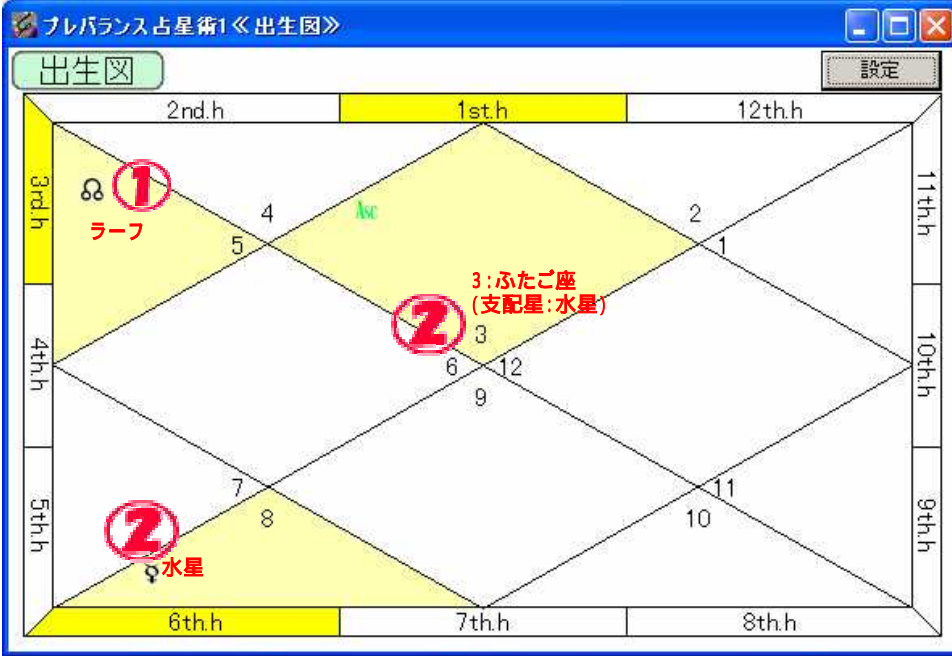 プレバランス占星術1≪出生図≫
出生図
設定
2nd.h
1st.h
12th.h
3rd.h
11th.h
☊
1
ラーフ
4
Asc
2
5
1
3:ふたご座
(支配星:水星)
2
3
4th.h
10th.h
6
12
9
7
11
8
10
5th.h
9th.h
2
☿水星
6th.h
7th.h
8th.h